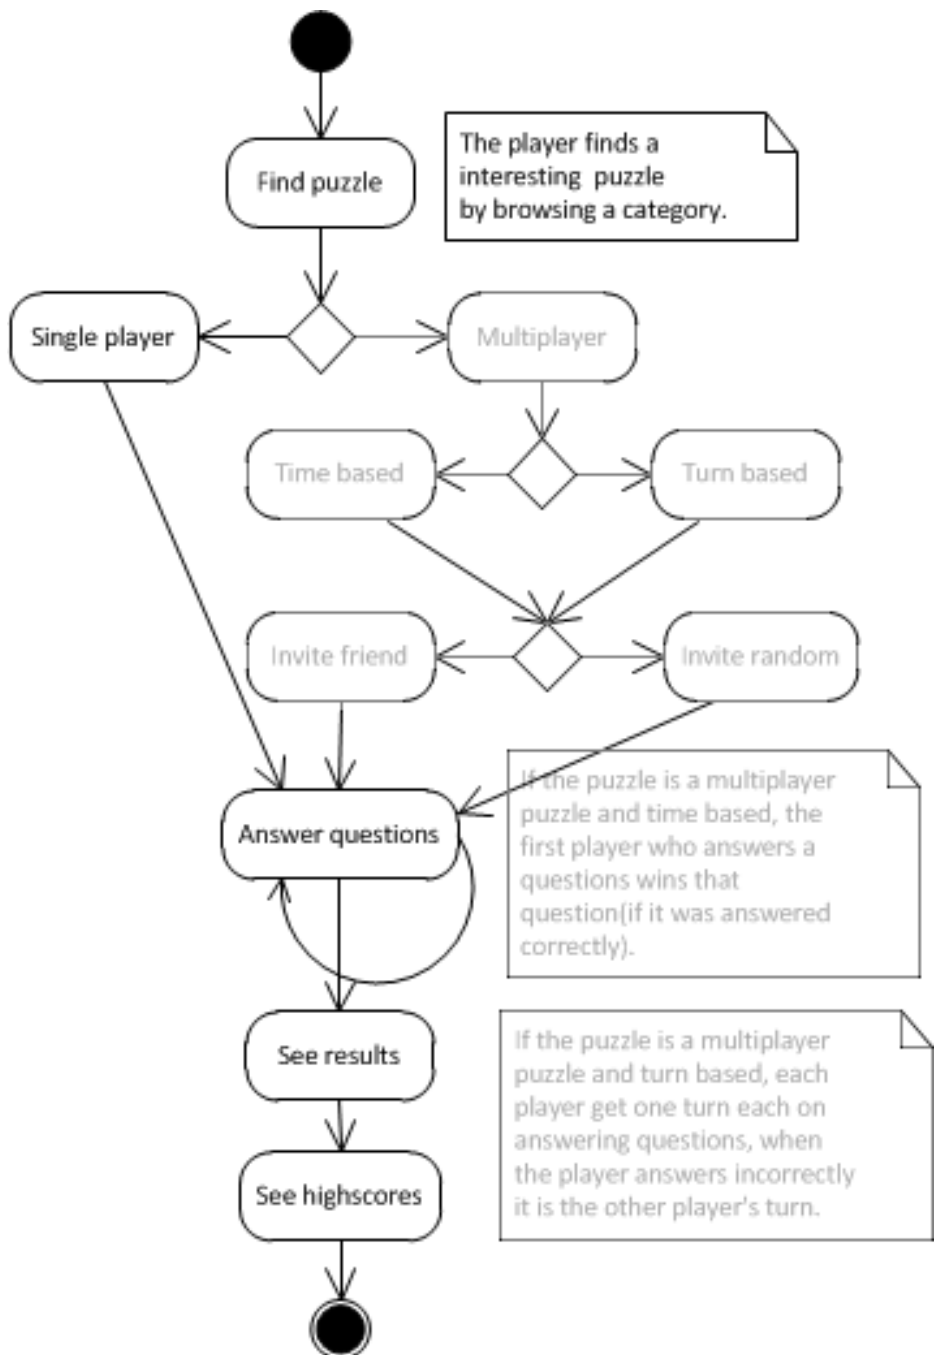 Find puzzle
The player finds a
interesting  puzzle
by browsing a category.
Single player
Multiplayer
Time based
Turn based
Invite friend
Invite random
If the puzzle is a multiplayer
puzzle and time based, the
first player who answers a
questions wins that
question(if it was answered
correctly).
Answer questions
See results
If the puzzle is a multiplayer
puzzle and turn based, each
player get one turn each on
answering questions, when
the player answers incorrectly
it is the other player's turn.
See highscores